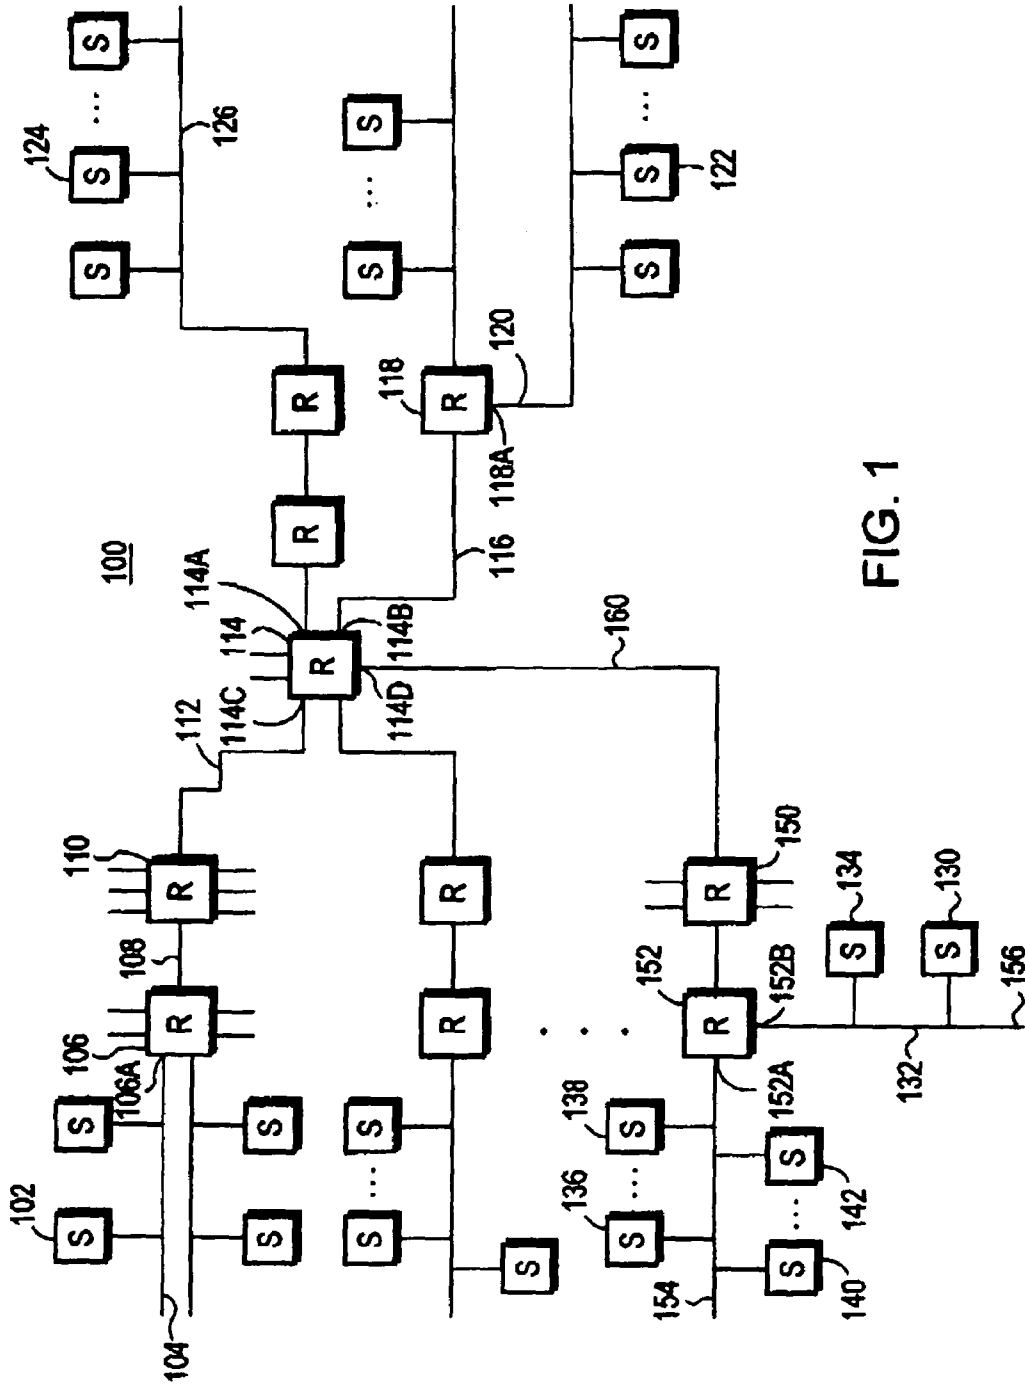 100
102
S
S
106
106A
104
S
S
R
108
110
R
112
114C
114
114A
R
114B
114D
R
R
124
S
S
...
S
126
116
118
R
118A
120
S
...
S
S
S
...
S
122
S
...
S
S
R
R
...
160
136
138
S
...
S
154
S
...
S
140
142
152
R
152A
152B
150
R
S
134
S
130
132
156
FIG. 1